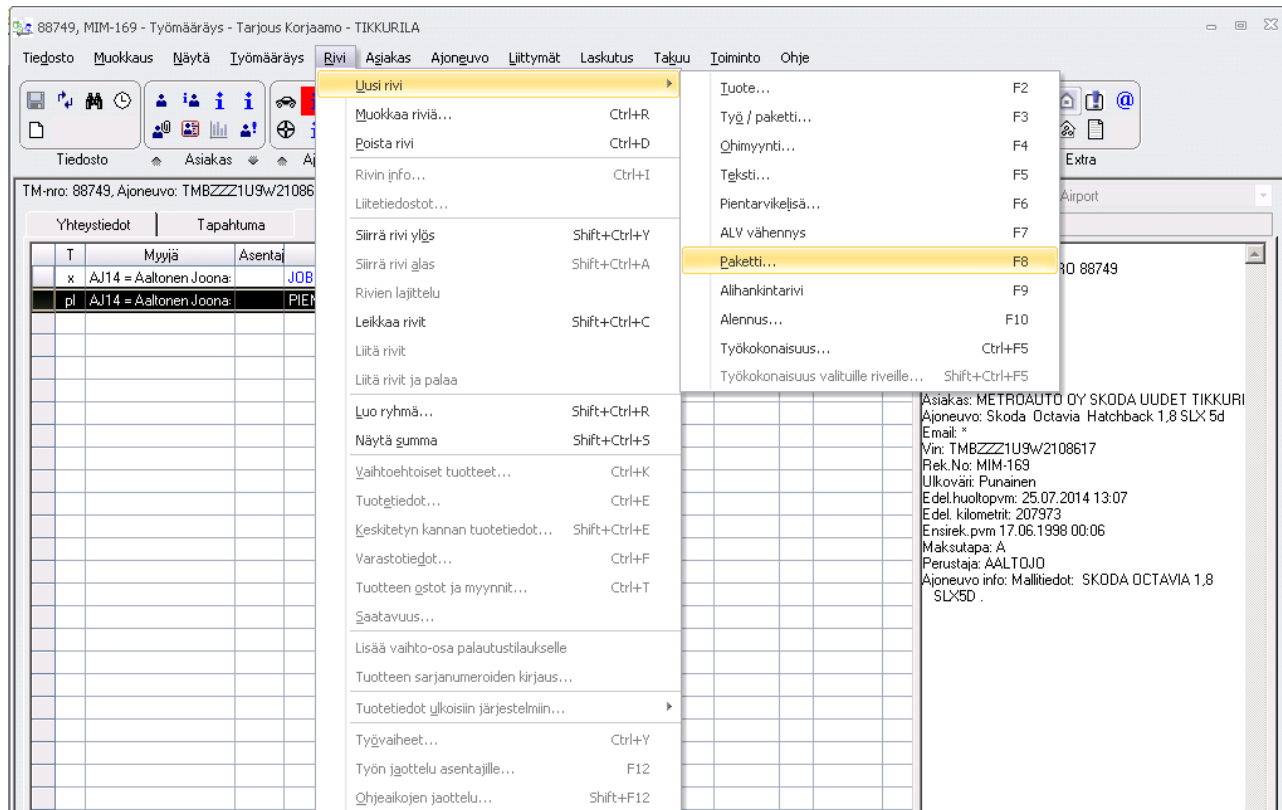 88749, MIM-169 - Työmääräys - Tarjous Korjaamo - TIKKURILA
Tiedosto Muokkaus Näytä Työmääräys Rivi Asiakas Ajoneuvo Liittymät Laskutus Takuu Toiminto Ohje
Tiedosto Asiakas Aj Extra
TM-nro: 88749, Ajoneuvo: TMBZZZ1U9W21086
Airport
Yhteystiedot Tapahtuma
T Myyjä Asentaj
x AJ14 = Aaltonen Joona: JOB
pl AJ14 = Aaltonen Joona: PIEN
Uusi rivi
Muokkaa riviä... Ctrl+R
Poista rivi Ctrl+D
Rivin info... Ctrl+I
Liitetiedostot...
Siirrä rivi ylös Shift+Ctrl+Y
Siirrä rivi alas Shift+Ctrl+A
Rivien lajittelu
Leikkaa rivit Shift+Ctrl+C
Liitä rivit
Liitä rivit ja palaa
Luo ryhmä... Shift+Ctrl+R
Näytä summa Shift+Ctrl+S
Vaihtoehtoiset tuotteet... Ctrl+K
Tuotetiedot... Ctrl+E
Keskitetyn kannan tuotetiedot... Shift+Ctrl+E
Varastotiedot... Ctrl+F
Tuotteen ostot ja myynnit... Ctrl+T
Saatavuus...
Lisää vaihto-osa palautustilaukselle
Tuotteen sarjanumeroiden kirjaus...
Tuotetiedot ulkoisiin järjestelmiin...
Työvaiheet... Ctrl+Y
Työn jaottelu asentajille... F12
Ohjeaikojen jaottelu... Shift+F12
Tuote... F2
Työ / paketti... F3
Ohimyynti... F4
Teksti... F5
Pientarvikelisä... F6
ALV vähennys F7
Paketti... F8
Alihankintarivi F9
Alennus... F10
Työkokonaisuus... Ctrl+F5
Työkokonaisuus valituille riveille... Shift+Ctrl+F5
RO 88749
Asiakas: METROAUTO OY SKODA UUDET TIKKURI
Ajoneuvo: Skoda Octavia Hatchback 1,8 SLX 5d
Email: *
Vin: TMBZZZ1U9W2108617
Rek.No: MIM-169
Ulkoväri: Punainen
Edel.huoltopvm: 25.07.2014 13:07
Edel. kilometrit: 207973
Ensirek.pvm 17.06.1998 00:06
Maksutapa: A
Perustaja: AALTOJO
Ajoneuvo info: Mallitiedot: SKODA OCTAVIA 1,8
SLX5D .